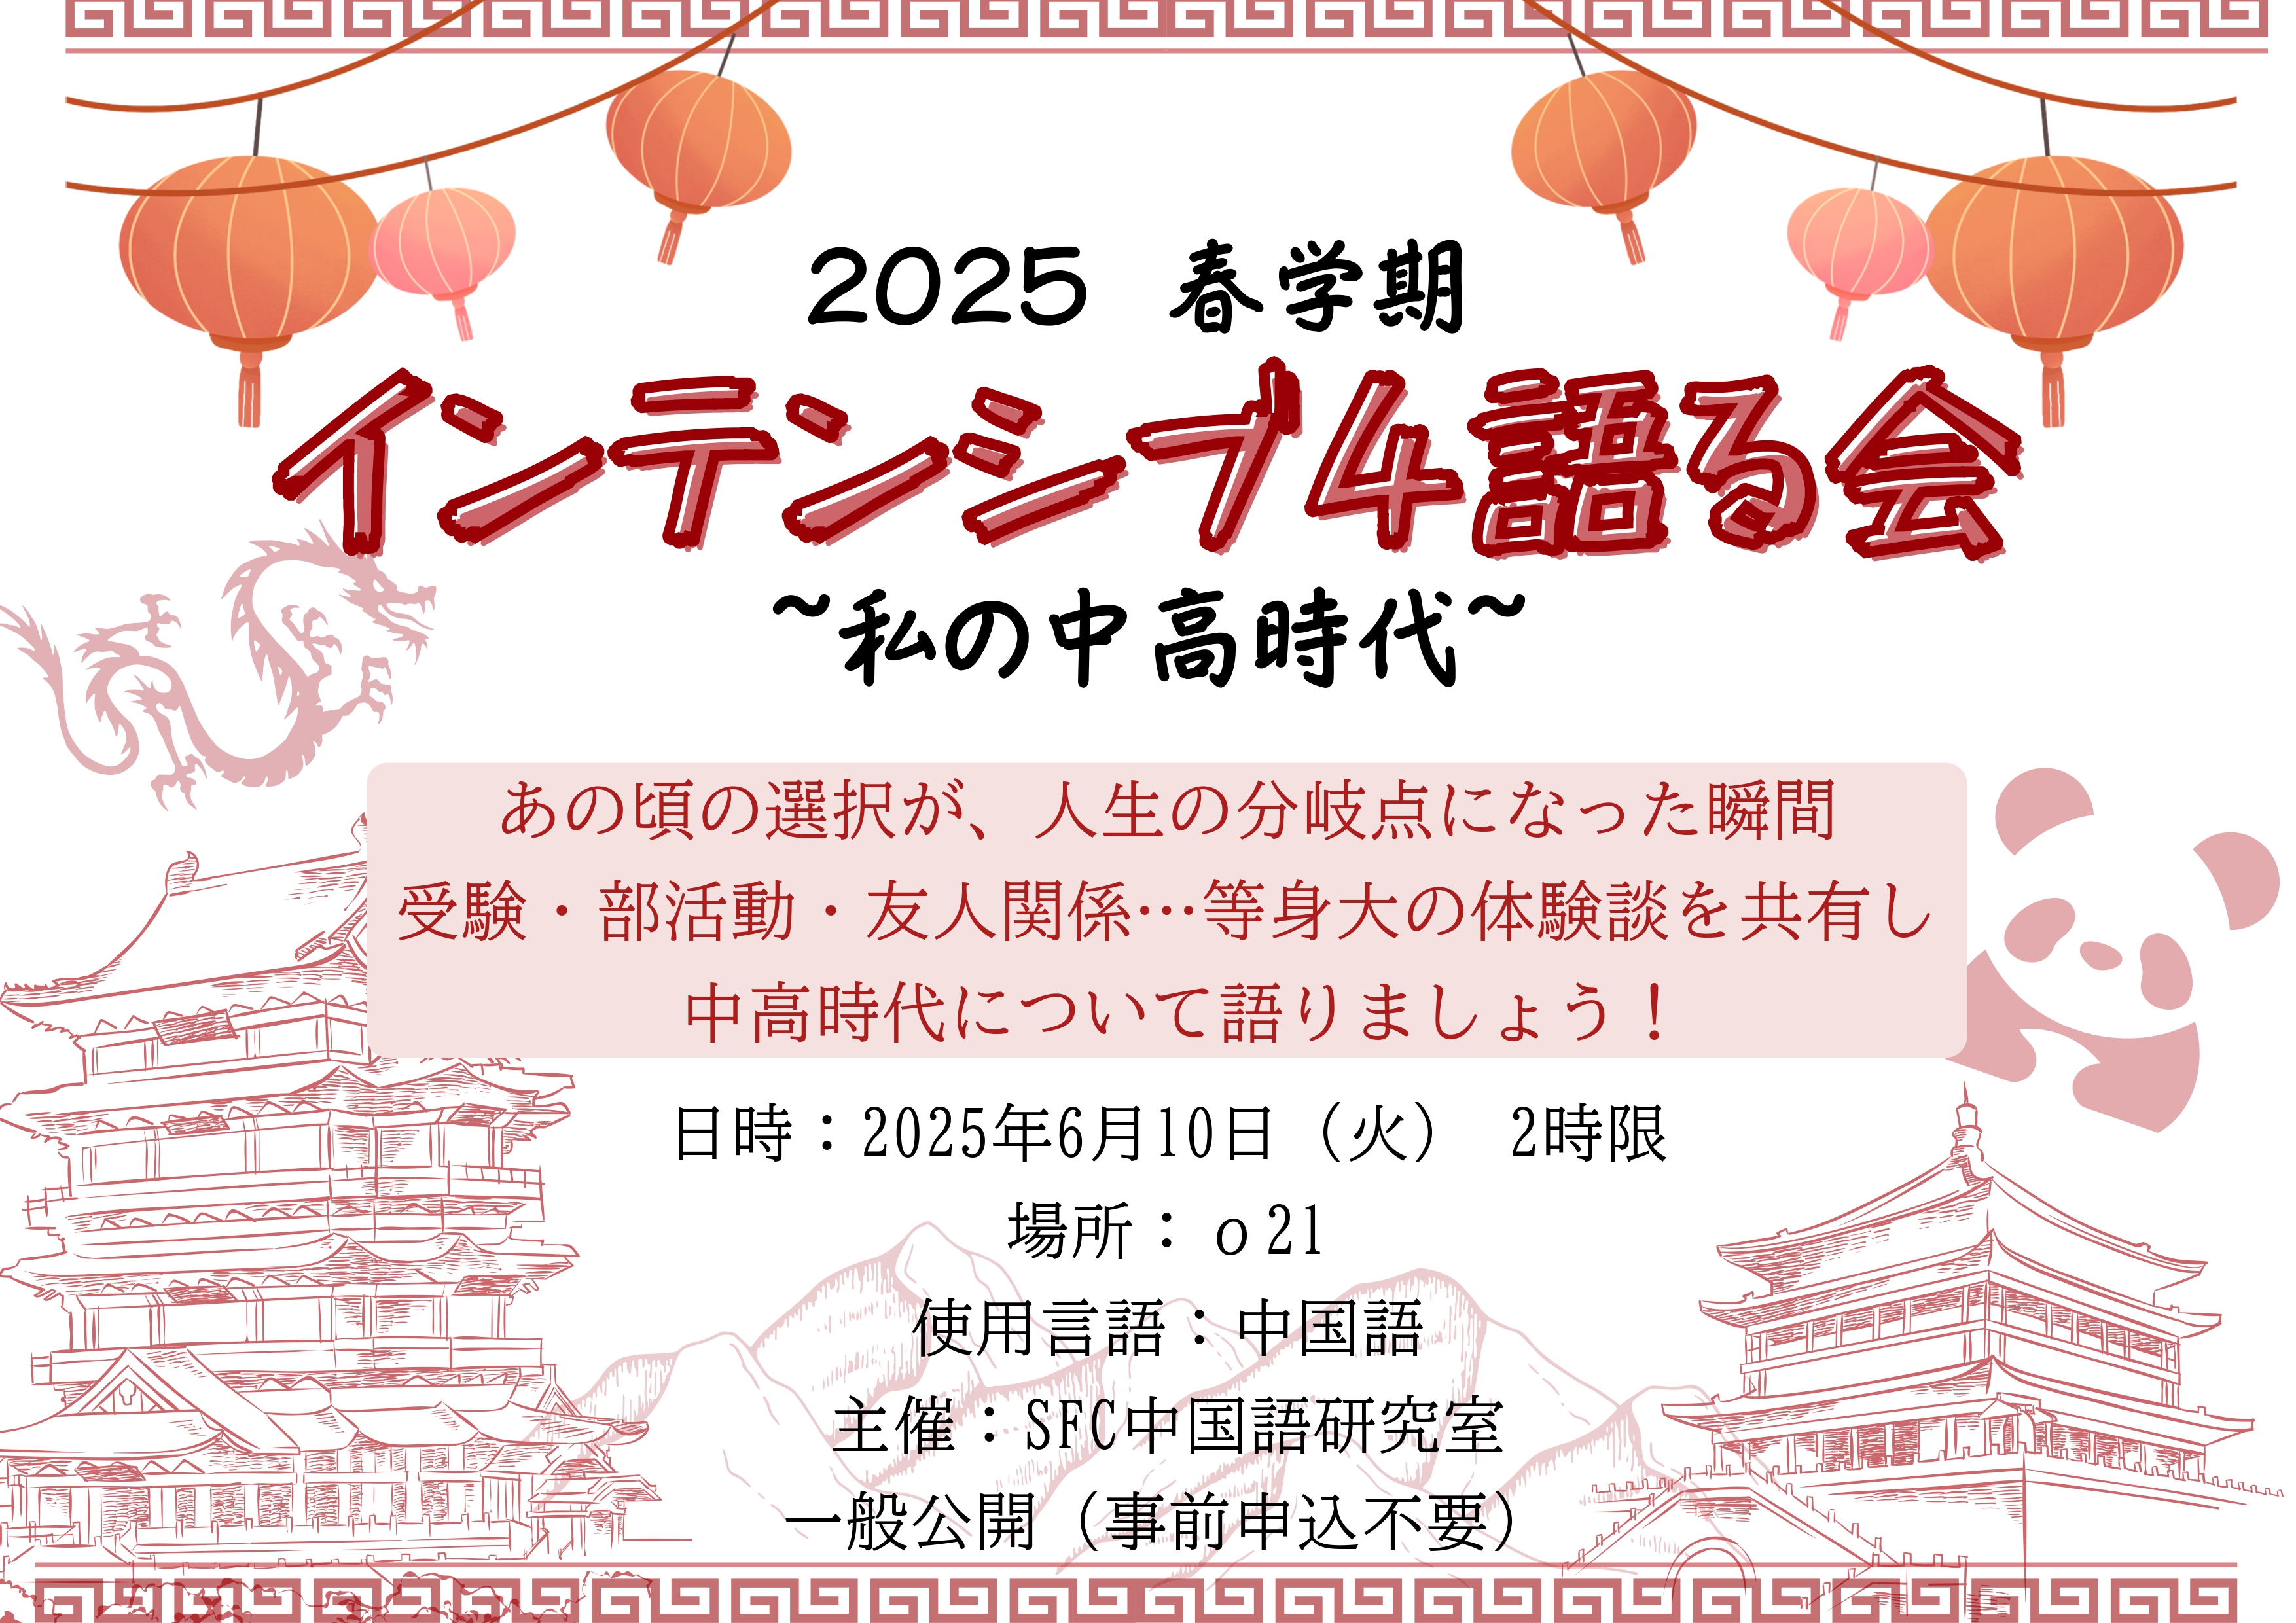 2025 春学期
インテンシブ4語る会
~私の中高時代~
あの頃の選択が、人生の分岐点になった瞬間
受験・部活動・友人関係…等身大の体験談を共有し
中高時代について語りましょう！
日時：2025年6月10日（火） 2時限
場所：ｏ21
使用言語：中国語
主催：SFC中国語研究室
一般公開（事前申込不要）